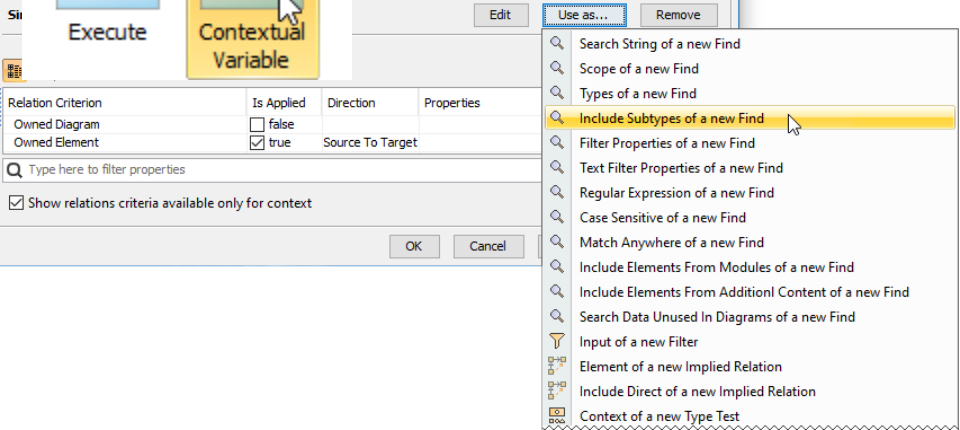 Sin
Edit
Use as...
Remove
Execute
Contextual
Variable
Relation Criterion
Is Applied
Direction
Properties
Owned Diagram
false
Owned Element
true
Source To Target
Type here to filter properties
Show relations criteria available only for context
OK
Cancel
Search String of a new Find
Scope of a new Find
Types of a new Find
Include Subtypes of a new Find
Filter Properties of a new Find
Text Filter Properties of a new Find
Regular Expression of a new Find
Case Sensitive of a new Find
Match Anywhere of a new Find
Include Elements From Modules of a new Find
Include Elements From Additionl Content of a new Find
Search Data Unused In Diagrams of a new Find
Input of a new Filter
Element of a new Implied Relation
Include Direct of a new Implied Relation
Context of a new Type Test